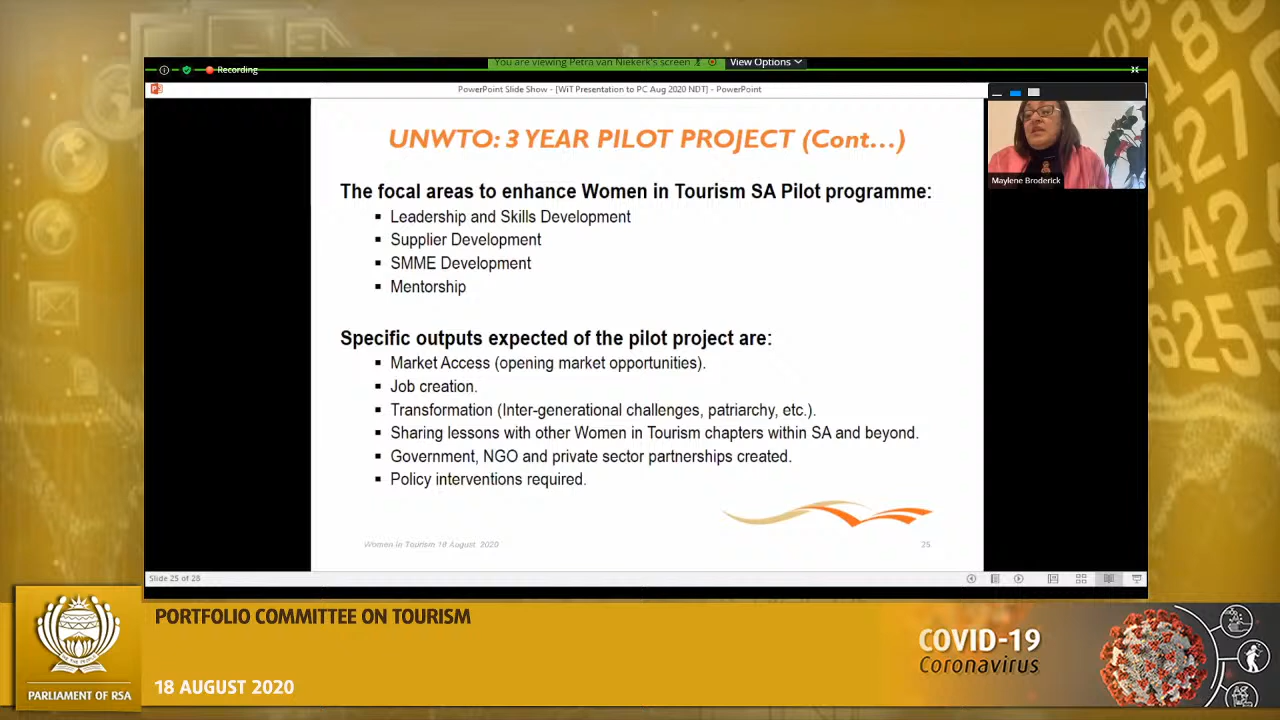 You are viewing Petra van Niekerk's screen
View Options
Recording
PowerPoint Slide Show - [WiT Presentation to PC Aug 2020 NDT] - PowerPoint
UNWTO: 3 YEAR PILOT PROJECT (Cont...)
Maylene Broderick
The focal areas to enhance Women in Tourism SA Pilot programme:
▪ Leadership and Skills Development
▪ Supplier Development
▪ SMME Development
▪ Mentorship
Specific outputs expected of the pilot project are:
▪ Market Access (opening market opportunities).
▪ Job creation.
▪ Transformation (Inter-generational challenges, patriarchy, etc.).
▪ Sharing lessons with other Women in Tourism chapters within SA and beyond.
▪ Government, NGO and private sector partnerships created.
▪ Policy interventions required.
Women in Tourism 18 August 2020
25
Slide 25 of 28
PORTFOLIO COMMITTEE ON TOURISM
18 AUGUST 2020
PARLIAMENT OF RSA
COVID-19
Coronavirus